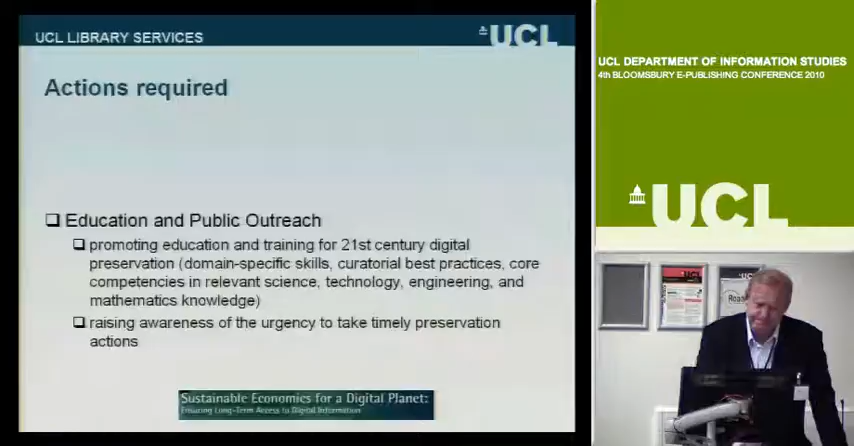 UCL LIBRARY SERVICES
UCL
Actions required
Education and Public Outreach
promoting education and training for 21st century digital
preservation (domain-specific skills, curatorial best practices, core
competencies in relevant science, technology, engineering, and
mathematics knowledge)
raising awareness of the urgency to take timely preservation
actions
Sustainable Economics for a Digital Planet:
Ensuring Long-Term Access to Digital Information
UCL DEPARTMENT OF INFORMATION STUDIES
4th BLOOMSBURY E-PUBLISHING CONFERENCE 2010
UCL
UCL